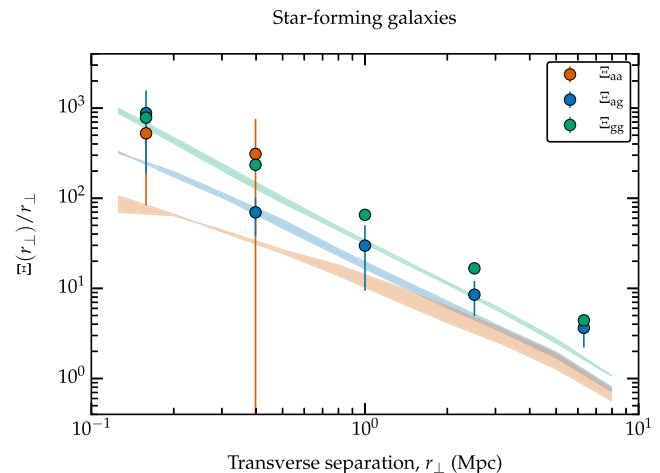 Star-forming galaxies
Ξ(r⊥)/r⊥
10³
10²
10¹
10⁰
Ξaa
Ξag
Ξgg
10⁻¹ 10⁰ 10¹
Transverse separation, r⊥ (Mpc)